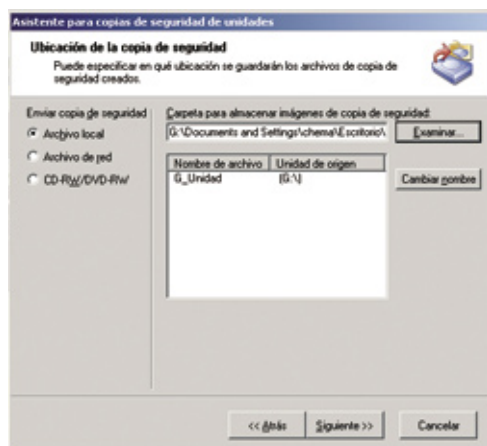 Asistente para copias de seguridad de unidades
Ubicación de la copia de seguridad
Puede especificar en qué ubicación se guardarán los archivos de copia de
seguridad creados.
Enviar copia de seguridad
Archivo local
Archivo de red
CD-RW/DVD-RW
Carpeta para almacenar imágenes de copia de seguridad:
G:\Documents and Settings\chema\Escritorio\
Examinar...
Nombre de archivo Unidad de origen
G_Unidad (G:\)
Cambiar nombre
<< Atrás Siguiente >> Cancelar